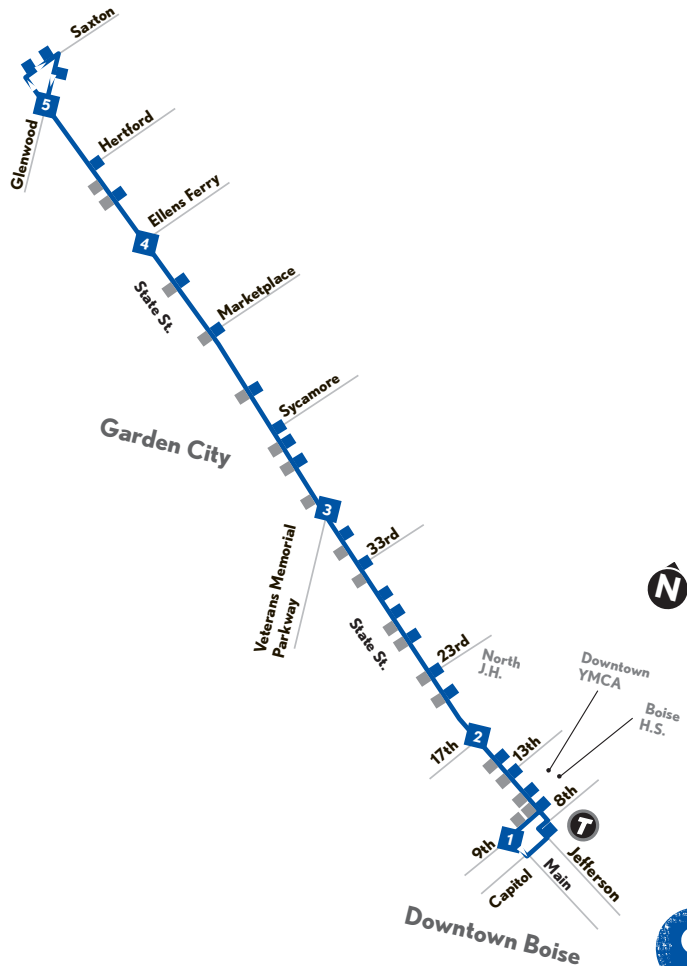 Saxton
5
Glenwood
Hertford
Ellens Ferry
4
State St.
Marketplace
Sycamore
Garden City
3
Veterans Memorial
Parkway
33rd
N
State St.
23rd
North
J.H.
Downtown
YMCA
Boise
H.S.
2
17th
13th
8th
T
1
9th
Jefferson
Main
Capitol
Downtown Boise